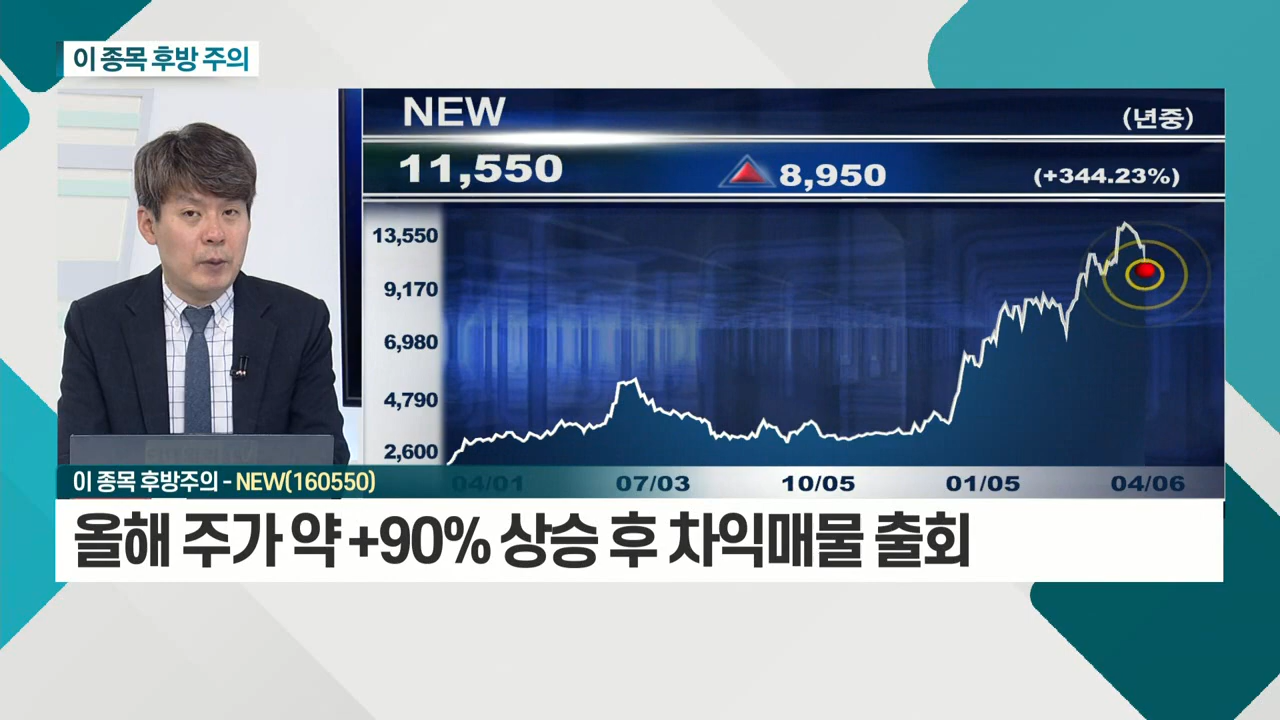 이 종목 후방 주의
NEW
(년중)
11,550
8,950
(+344.23%)
13,550
9,170
6,980
4,790
2,600
04/01
07/03
10/05
01/05
04/06
이 종목 후방주의 - NEW(160550)
올해 주가 약 +90% 상승 후 차익매물 출회